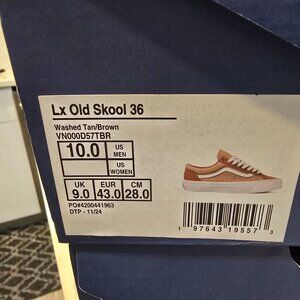 Lx Old Skool 36
Washed Tan/Brown
VN000D57TBR
10.0 US MEN
US WOMEN
UK EUR CM
9.0 43.0 28.0
PO#4200441963
DTP - 11/24
1 97643 19557 3